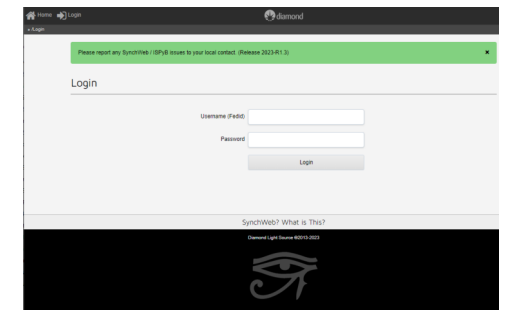 Home Login diamond
» /Login
Please report any SynchWeb / ISPyB issues to your local contact. (Release 2023-R1.3) ×
Login
Username (FedId)
Password
Login
SynchWeb? What is This?
Diamond Light Source ©2013-2023